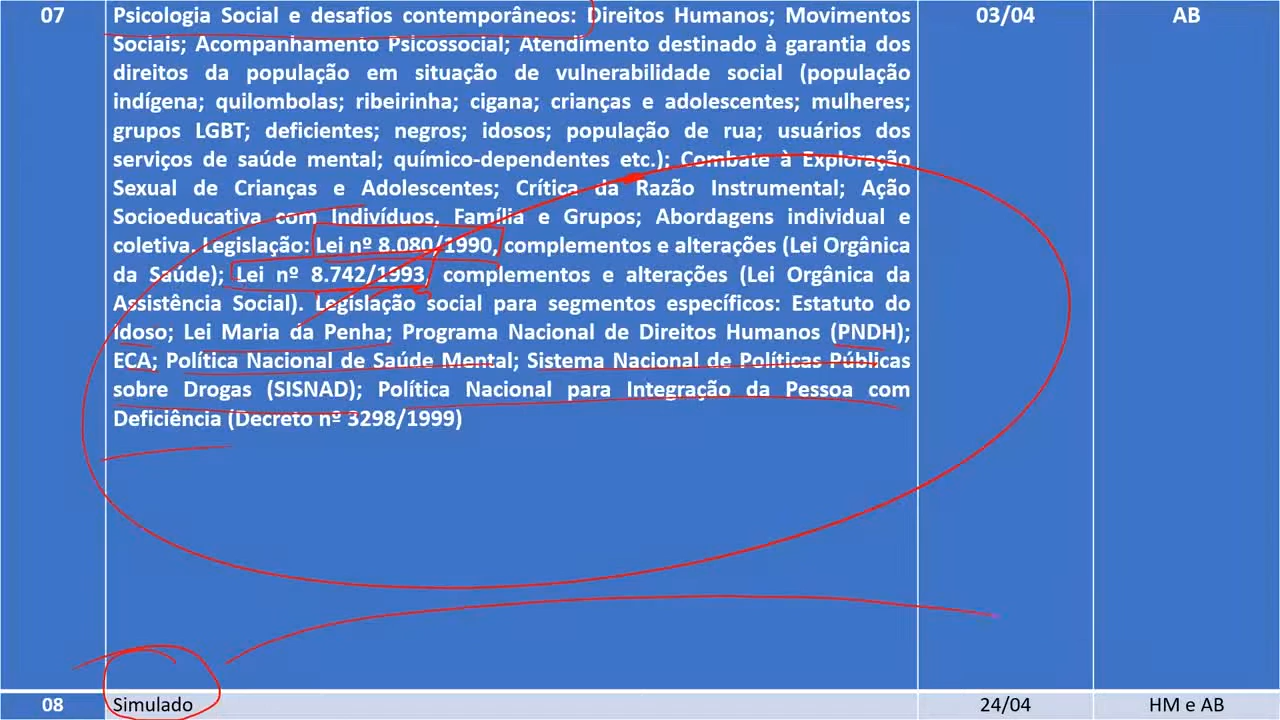 07 Psicologia Social e desafios contemporâneos: Direitos Humanos; Movimentos 03/04 AB
Sociais; Acompanhamento Psicossocial; Atendimento destinado à garantia dos
direitos da população em situação de vulnerabilidade social (população
indígena; quilombolas; ribeirinha; cigana; crianças e adolescentes; mulheres;
grupos LGBT; deficientes; negros; idosos; população de rua; usuários dos
serviços de saúde mental; químico-dependentes etc.); Combate à Exploração
Sexual de Crianças e Adolescentes; Crítica da Razão Instrumental; Ação
Socioeducativa com Indivíduos, Família e Grupos; Abordagens individual e
coletiva. Legislação: Lei nº 8.080/1990, complementos e alterações (Lei Orgânica
da Saúde); Lei nº 8.742/1993, complementos e alterações (Lei Orgânica da
Assistência Social). Legislação social para segmentos específicos: Estatuto do
Idoso; Lei Maria da Penha; Programa Nacional de Direitos Humanos (PNDH);
ECA; Política Nacional de Saúde Mental; Sistema Nacional de Políticas Públicas
sobre Drogas (SISNAD); Política Nacional para Integração da Pessoa com
Deficiência (Decreto nº 3298/1999)
08 Simulado 24/04 HM e AB